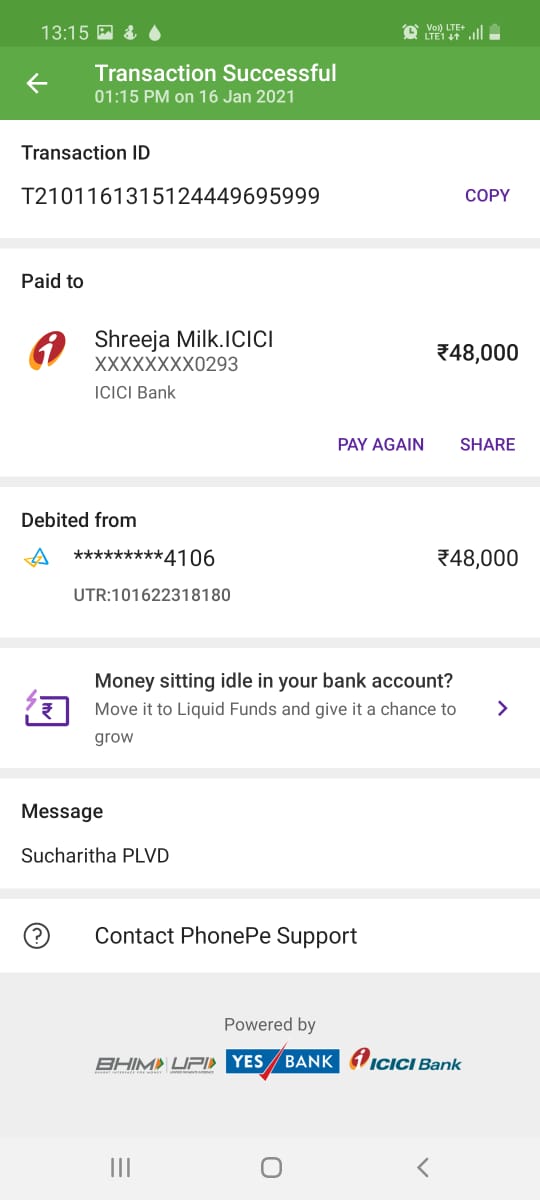 13:15
Vo)) LTE+
LTE1
Transaction Successful
01:15 PM on 16 Jan 2021
Transaction ID
T2101161315124449695999
COPY
Paid to
Shreeja Milk.ICICI
₹48,000
XXXXXXXX0293
ICICI Bank
PAY AGAIN
SHARE
Debited from
*********4106
₹48,000
UTR:101622318180
Money sitting idle in your bank account?
Move it to Liquid Funds and give it a chance to
grow
Message
Sucharitha PLVD
Contact PhonePe Support
Powered by
BHIM UPI YES BANK ICICI Bank